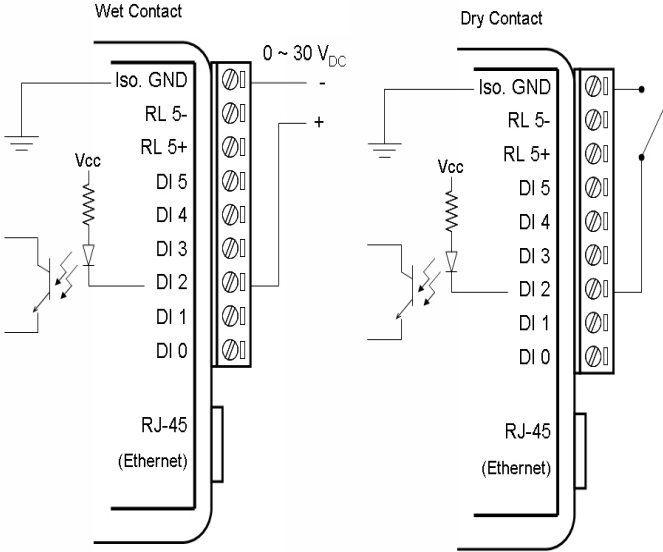 Wet Contact
0 ~ 30 VDC
Iso. GND
-
RL 5-
+
RL 5+
Vcc
DI 5
DI 4
DI 3
DI 2
DI 1
DI 0
RJ-45
(Ethernet)
Dry Contact
Iso. GND
RL 5-
RL 5+
Vcc
DI 5
DI 4
DI 3
DI 2
DI 1
DI 0
RJ-45
(Ethernet)